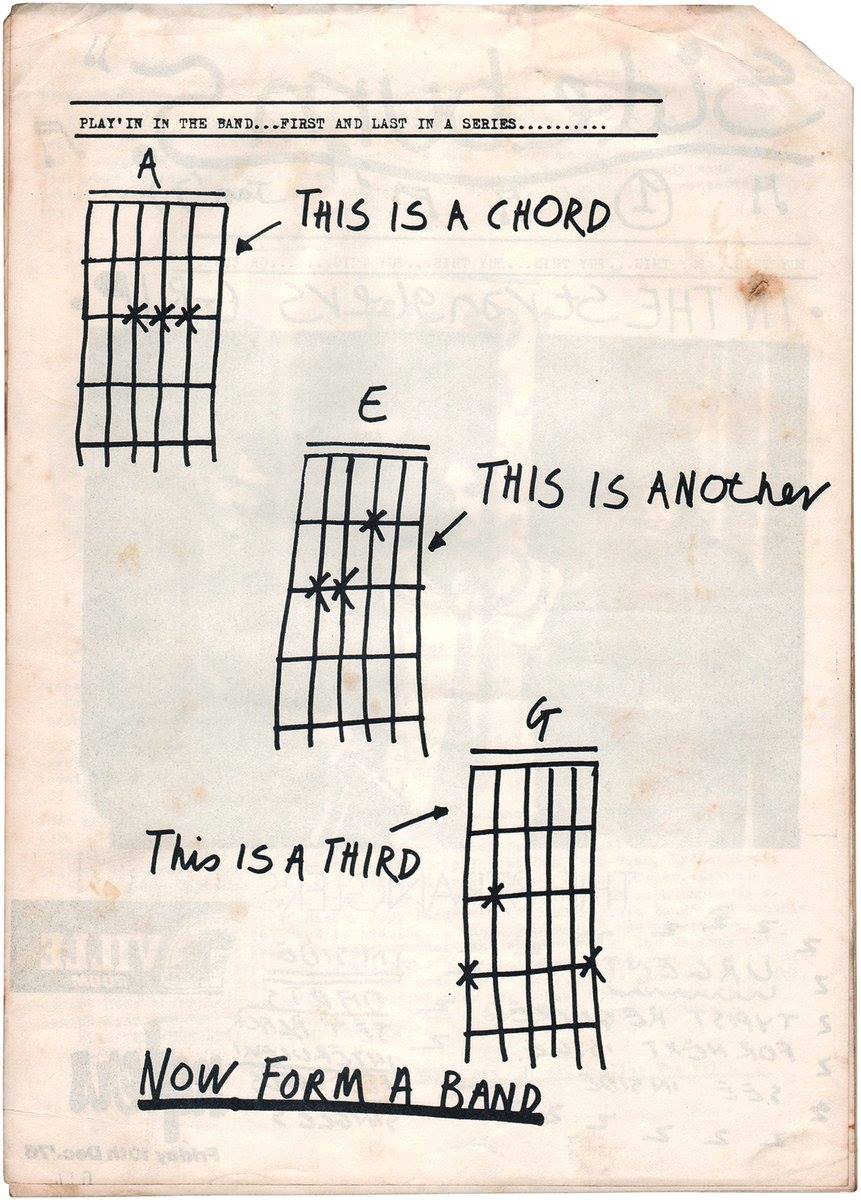 PLAY'IN IN THE BAND...FIRST AND LAST IN A SERIES..........
A
THIS IS A CHORD
E
THIS IS ANOther
G
This IS A THIRD
NOW FORM A BAND